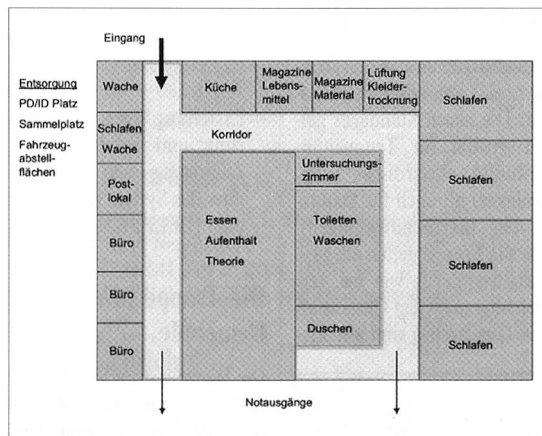 Eingang
Entsorgung
PD/ID Platz
Sammelplatz
Fahrzeug-
abstell-
flächen
Wache
Schlafen
Wache
Post-
lokal
Büro
Büro
Büro
Küche
Magazine
Lebens-
mittel
Magazine
Material
Lüftung
Kleider-
trocknung
Korridor
Essen
Aufenthalt
Theorie
Untersuchungs-
zimmer
Toiletten
Waschen
Duschen
Schlafen
Schlafen
Schlafen
Schlafen
Notausgänge